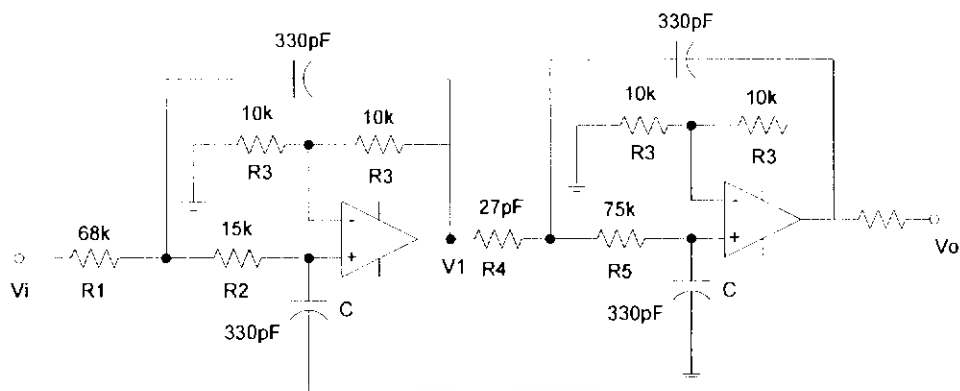 330pF
330pF
10k
10k
10k
10k
R3
R3
R3
R3
-
-
68k
15k
27pF
75k
+
+
Vi
R1
R2
V1
R4
R5
Vo
C
C
330pF
330pF